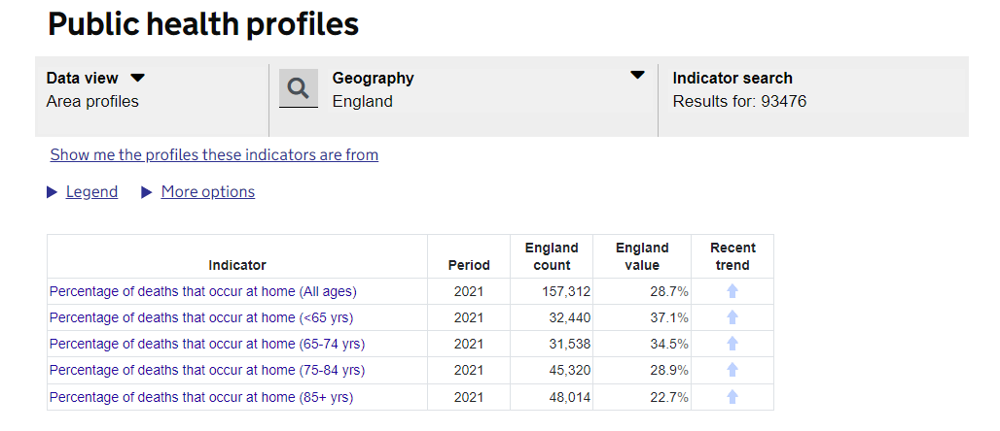 Public health profiles
Data view
Area profiles
Geography
England
Indicator search
Results for: 93476
Show me the profiles these indicators are from
Legend More options
Indicator Period England count England value Recent trend
Percentage of deaths that occur at home (All ages) 2021 157,312 28.7%
Percentage of deaths that occur at home (<65 yrs) 2021 32,440 37.1%
Percentage of deaths that occur at home (65-74 yrs) 2021 31,538 34.5%
Percentage of deaths that occur at home (75-84 yrs) 2021 45,320 28.9%
Percentage of deaths that occur at home (85+ yrs) 2021 48,014 22.7%